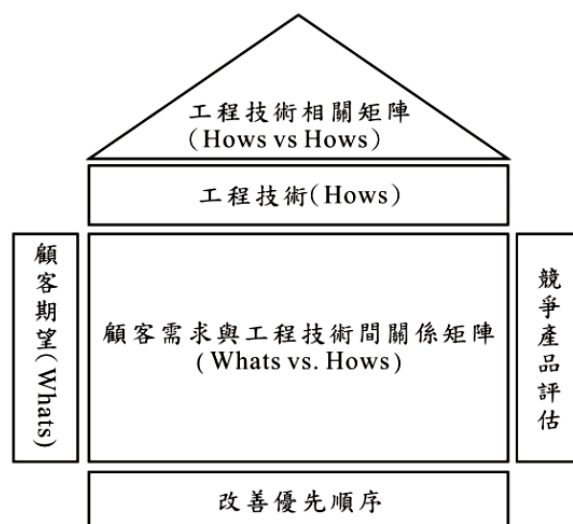 工程技術相關矩陣
(Hows vs Hows)
工程技術(Hows)
顧客期望(Whats)
顧客需求與工程技術間關係矩陣
(Whats vs. Hows)
競爭產品評估
改善優先順序